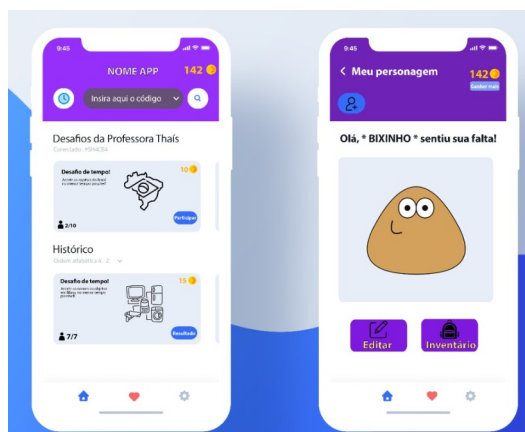 9:45
NOME APP
142
Insira aqui o código
Desafios da Professora Thaís
Desafio de tempo!
10
2/10
Participar
Histórico
Ordem alfabética A - Z
Desafio de tempo!
15
7/7
Resultado
9:45
Meu personagem
142
Ganhar mais
Olá, * BIXINHO * sentiu sua falta!
Editar
Inventário